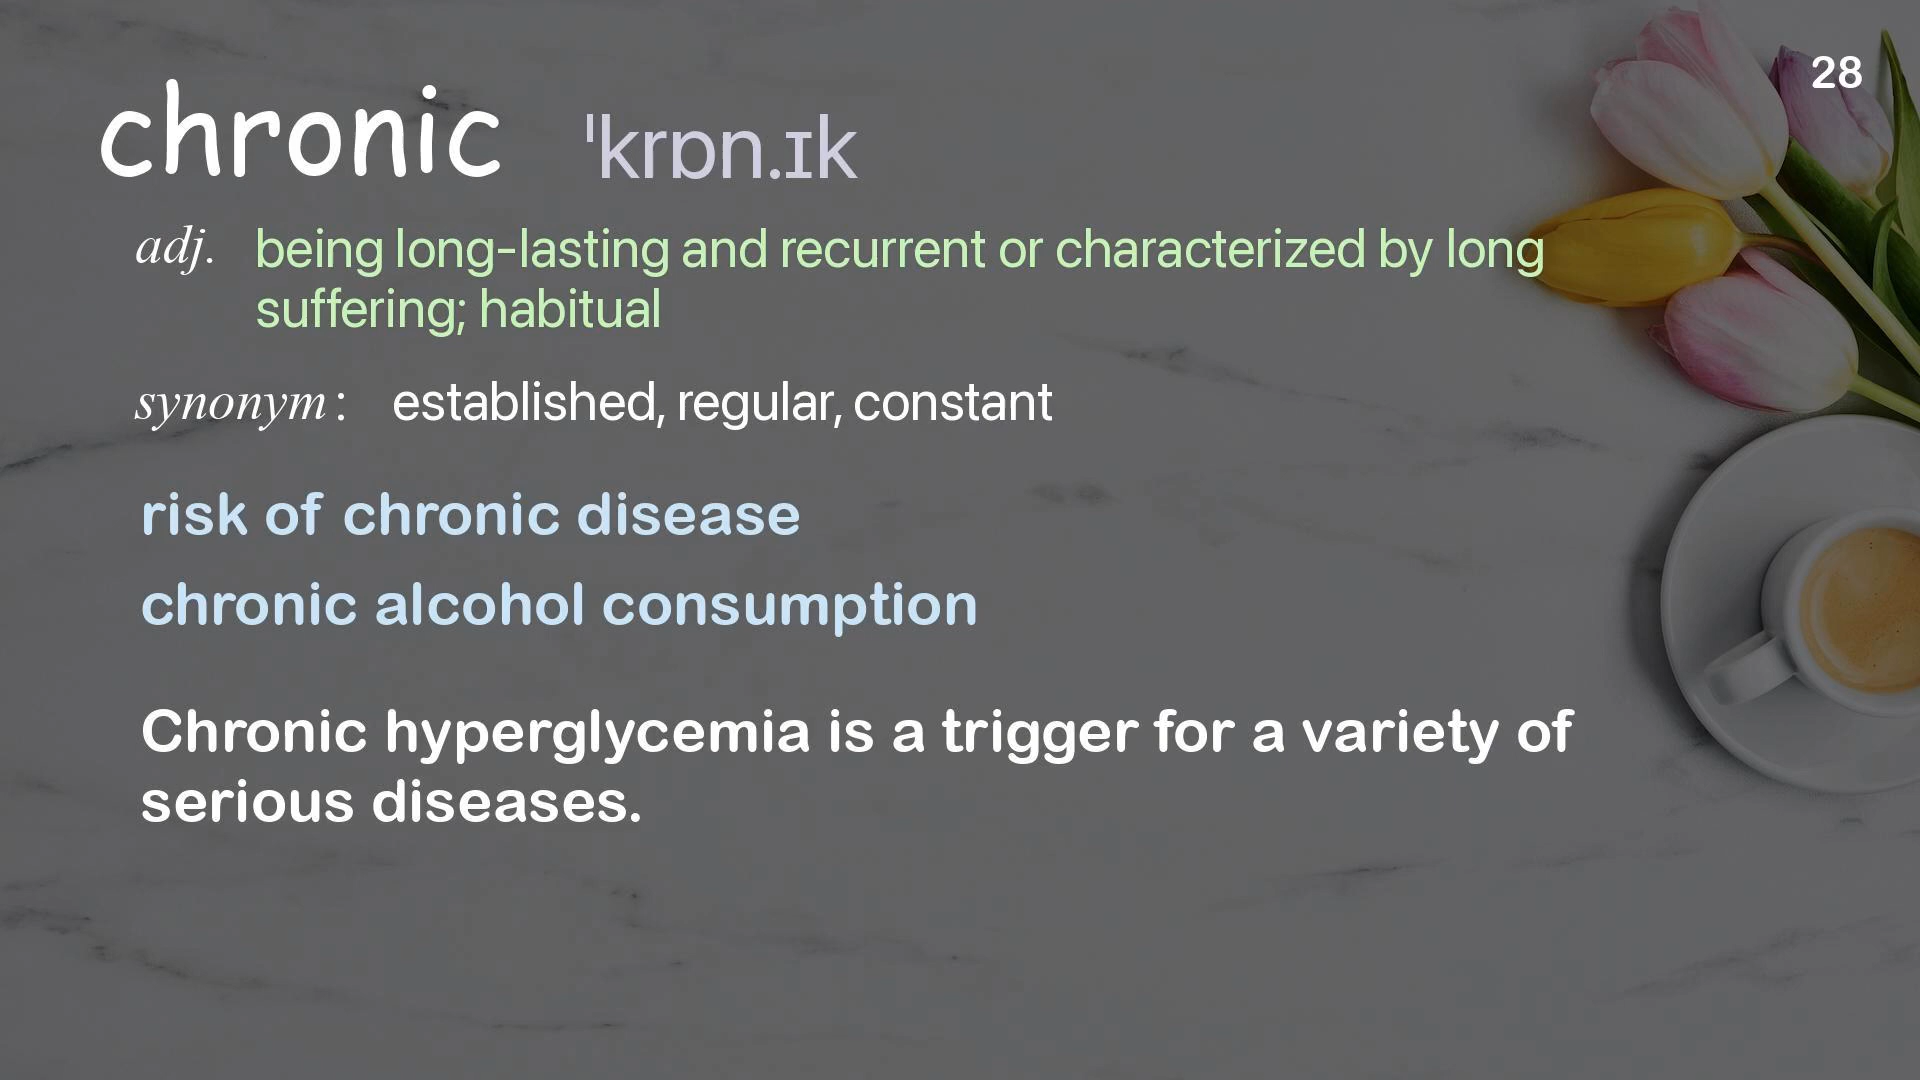 28
chronic ˈkrɒn.ɪk
adj. being long-lasting and recurrent or characterized by long
suffering; habitual
synonym : established, regular, constant
risk of chronic disease
chronic alcohol consumption
Chronic hyperglycemia is a trigger for a variety of
serious diseases.